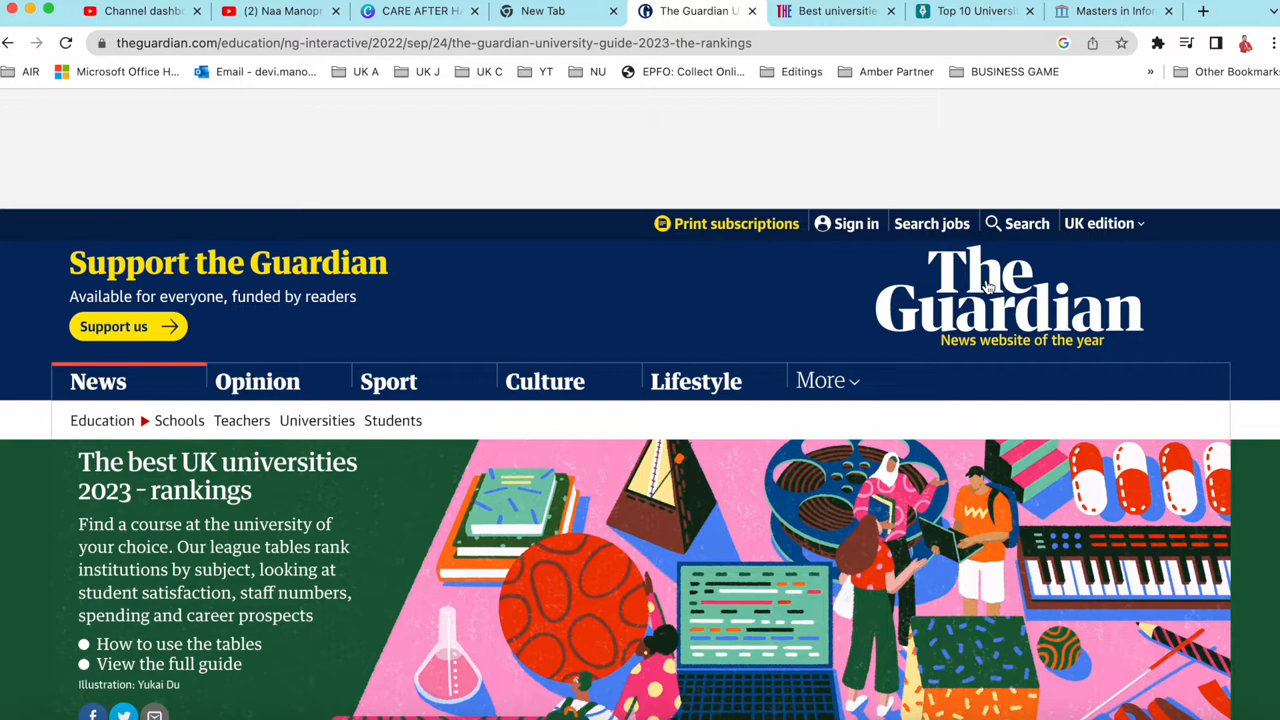 Channel dashb
(2) Naa Manopr
CARE AFTER HA
New Tab
The Guardian U
THE Best universitie
Top 10 Universi
Masters in Infor
theguardian.com/education/ng-interactive/2022/sep/24/the-guardian-university-guide-2023-the-rankings
AIR
Microsoft Office H...
Email - devi.mano...
UK A
UK J
UK C
YT
NU
EPFO: Collect Onli...
Editings
Amber Partner
BUSINESS GAME
»
Other Bookmark
Print subscriptions
Sign in
Search jobs
Search
UK edition
Support the Guardian
Available for everyone, funded by readers
Support us
The
Guardian
News website of the year
News
Opinion
Sport
Culture
Lifestyle
More
Education
Schools
Teachers
Universities
Students
The best UK universities
2023 – rankings
Find a course at the university of
your choice. Our league tables rank
institutions by subject, looking at
student satisfaction, staff numbers,
spending and career prospects
How to use the tables
View the full guide
Illustration: Yukai Du